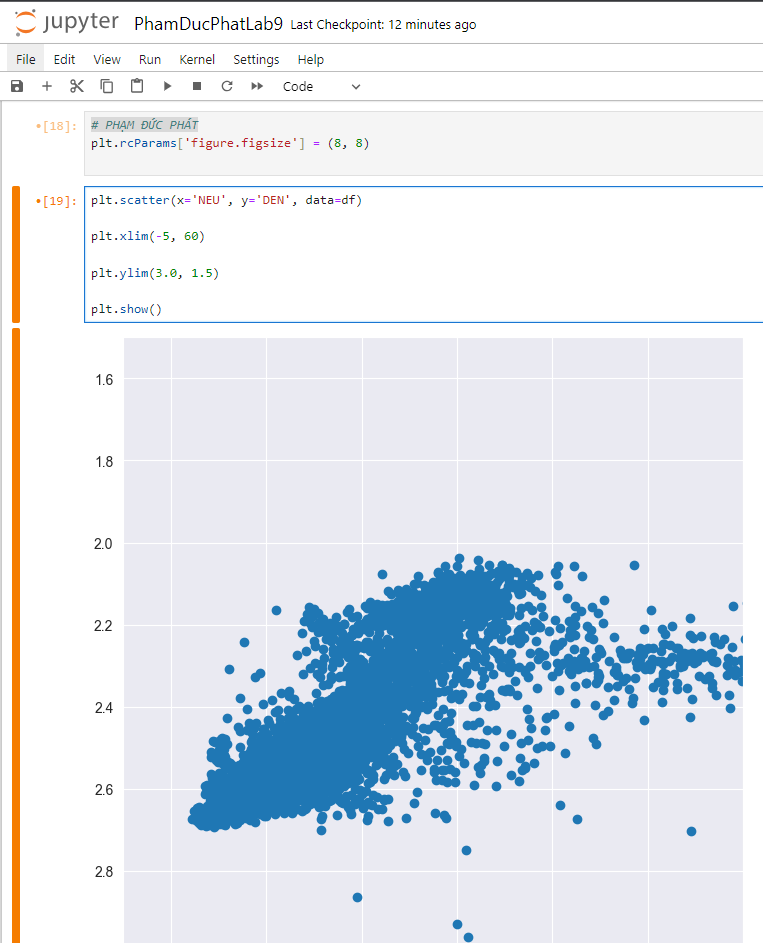 jupyter PhamDucPhatLab9 Last Checkpoint: 12 minutes ago
File Edit View Run Kernel Settings Help
Code
•[18]: # PHẠM ĐỨC PHÁT
plt.rcParams['figure.figsize'] = (8, 8)
•[19]: plt.scatter(x='NEU', y='DEN', data=df)
plt.xlim(-5, 60)
plt.ylim(3.0, 1.5)
plt.show()
1.6
1.8
2.0
2.2
2.4
2.6
2.8